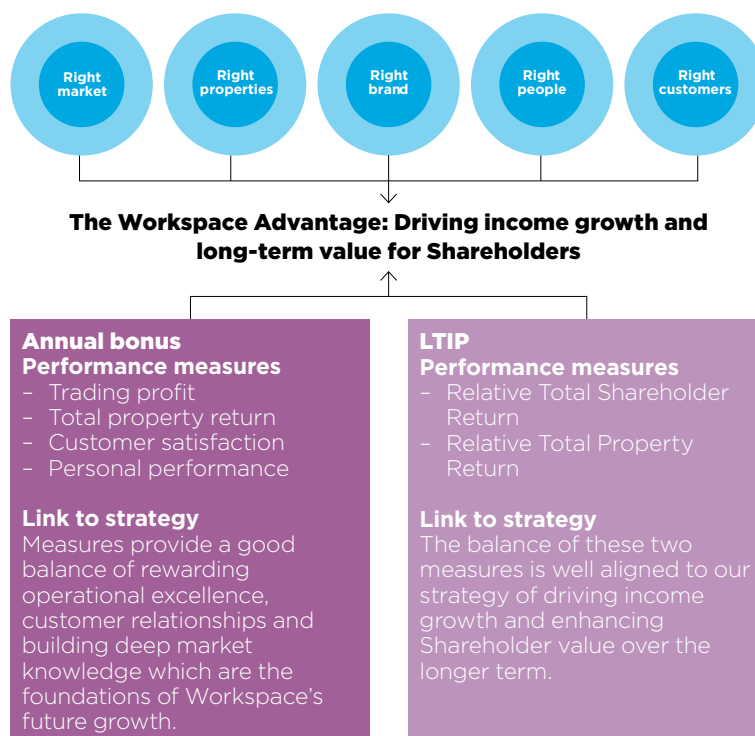 Right
market
Right
properties
Right
brand
Right
people
Right
customers
The Workspace Advantage: Driving income growth and
long-term value for Shareholders
Annual bonus
Performance measures
– Trading profit
– Total property return
– Customer satisfaction
– Personal performance
Link to strategy
Measures provide a good
balance of rewarding
operational excellence,
customer relationships and
building deep market
knowledge which are the
foundations of Workspace’s
future growth.
LTIP
Performance measures
– Relative Total Shareholder
Return
– Relative Total Property
Return
Link to strategy
The balance of these two
measures is well aligned to our
strategy of driving income
growth and enhancing
Shareholder value over the
longer term.